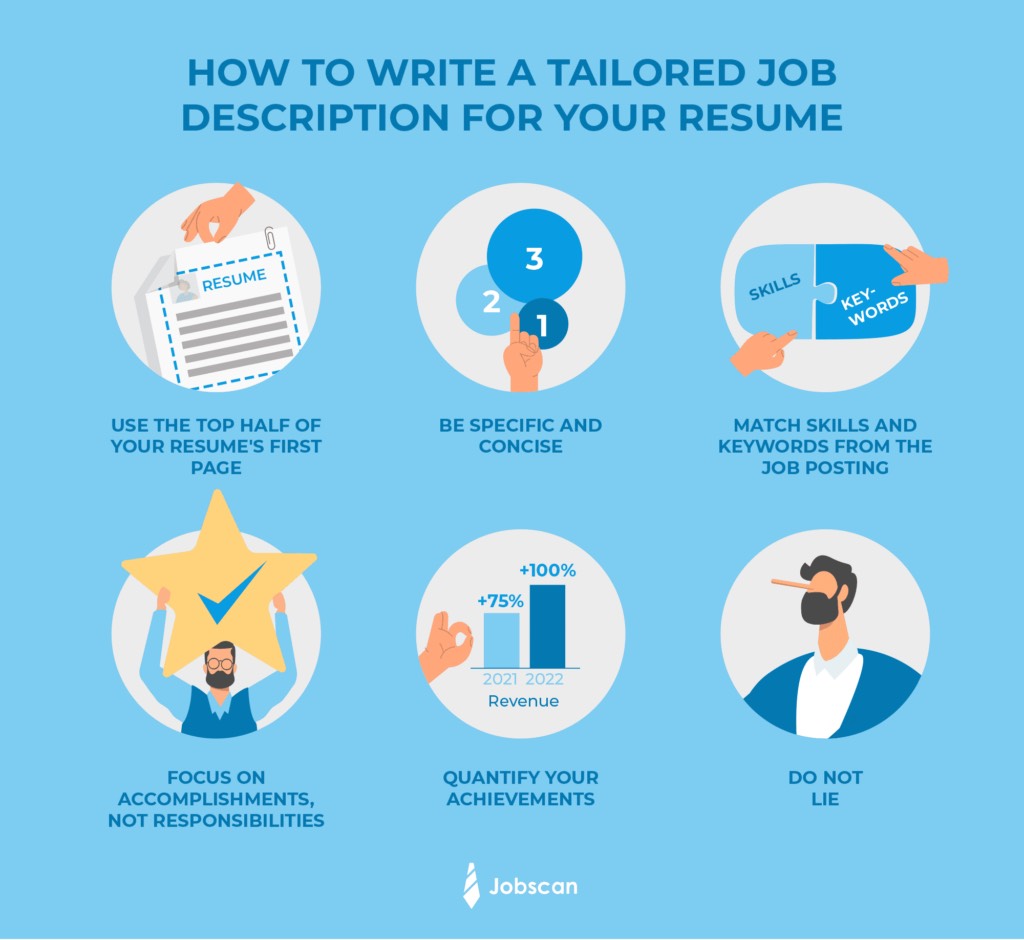 HOW TO WRITE A TAILORED JOB
DESCRIPTION FOR YOUR RESUME
RESUME
3
2
1
SKILLS
KEY-
WORDS
USE THE TOP HALF OF
YOUR RESUME'S FIRST
PAGE
BE SPECIFIC AND
CONCISE
MATCH SKILLS AND
KEYWORDS FROM THE
JOB POSTING
+100%
+75%
2021 2022
Revenue
FOCUS ON
ACCOMPLISHMENTS,
NOT RESPONSIBILITIES
QUANTIFY YOUR
ACHIEVEMENTS
DO NOT
LIE
Jobscan